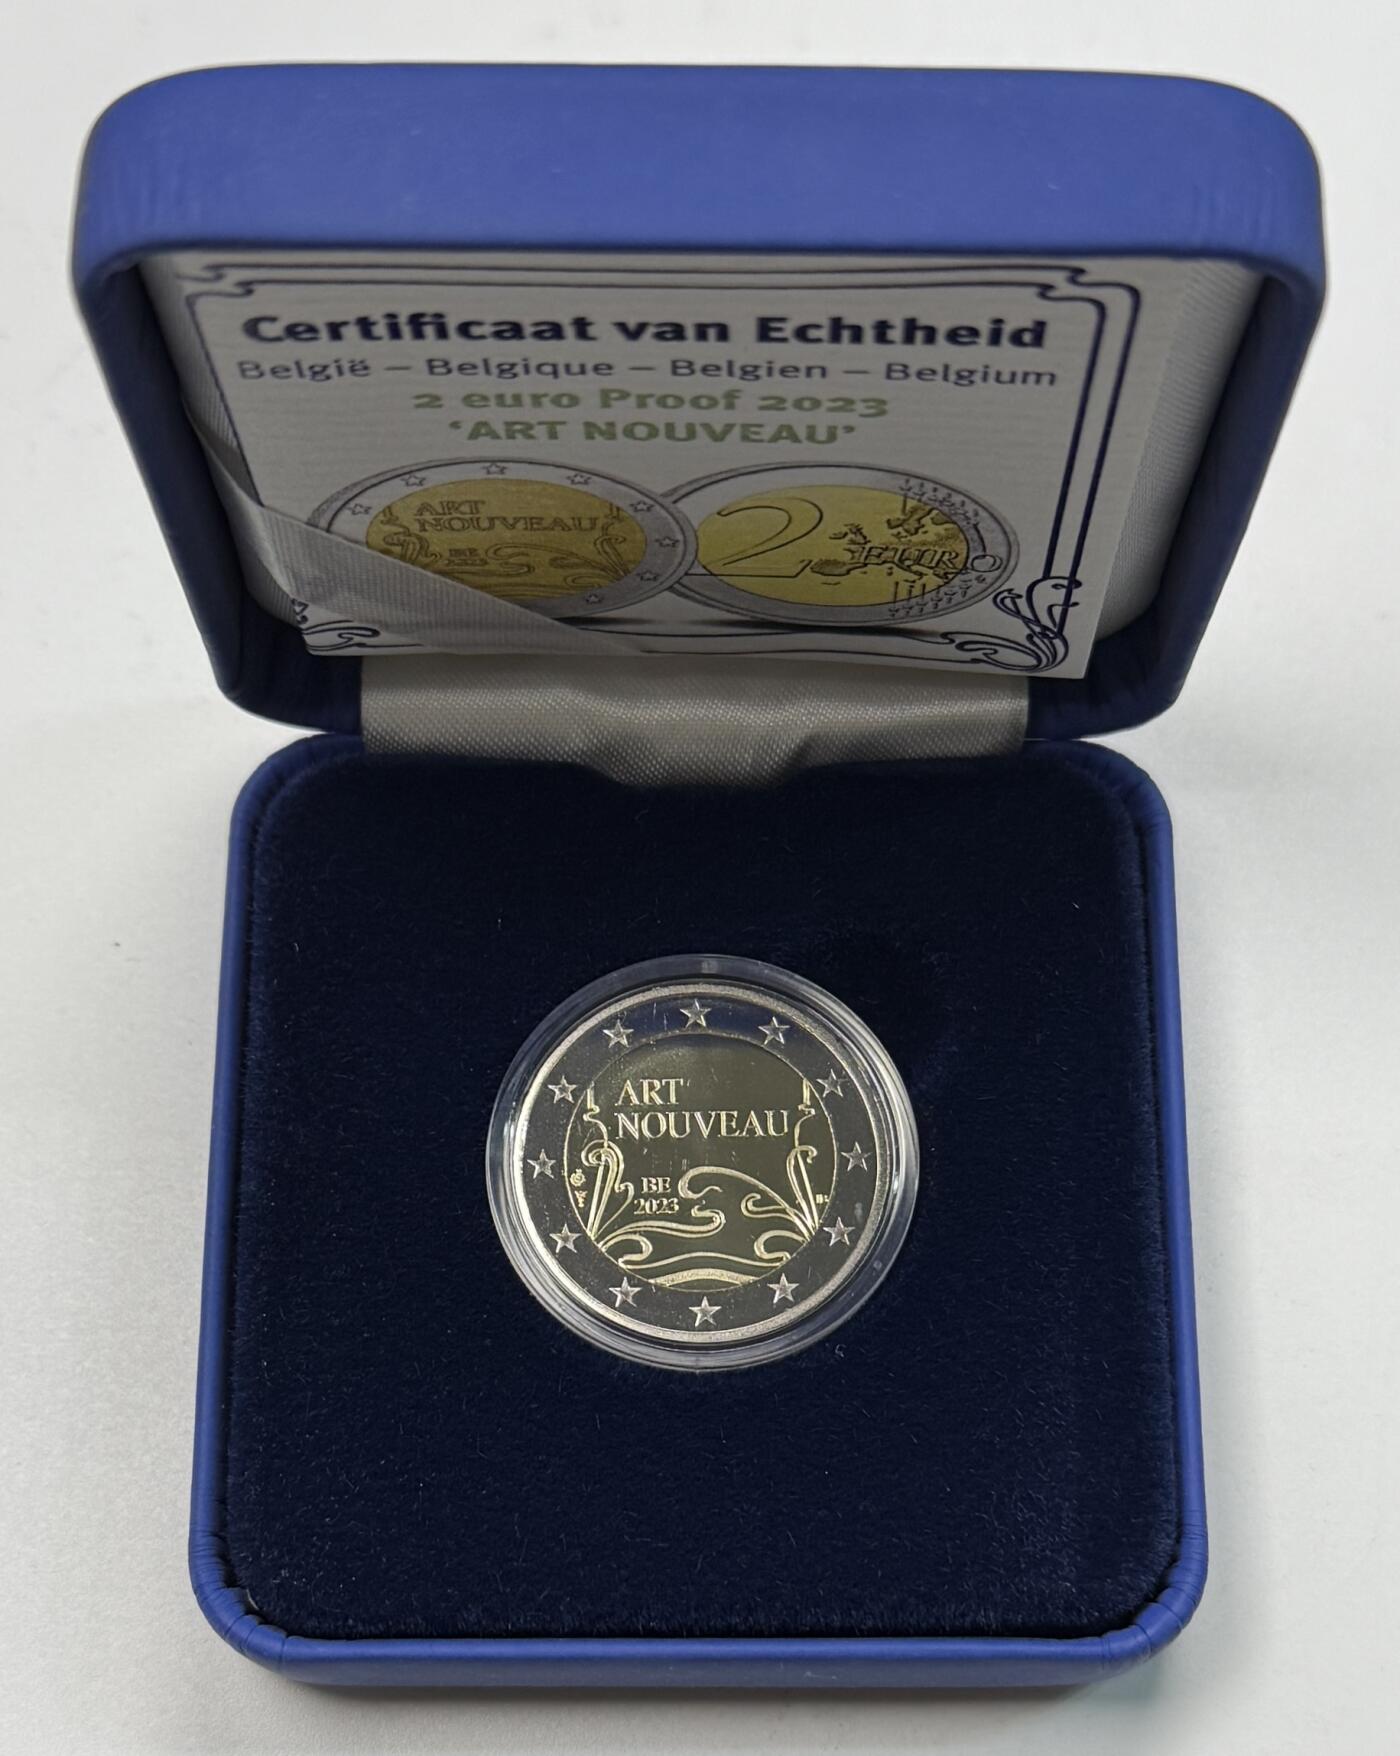 Certificaat van Echtheid
België – Belgique – Belgien – Belgium
2 euro Proof 2023
‘ART NOUVEAU’
ART
NOUVEAU
BE
2023
2 EURO
ART
NOUVEAU
BE
2023